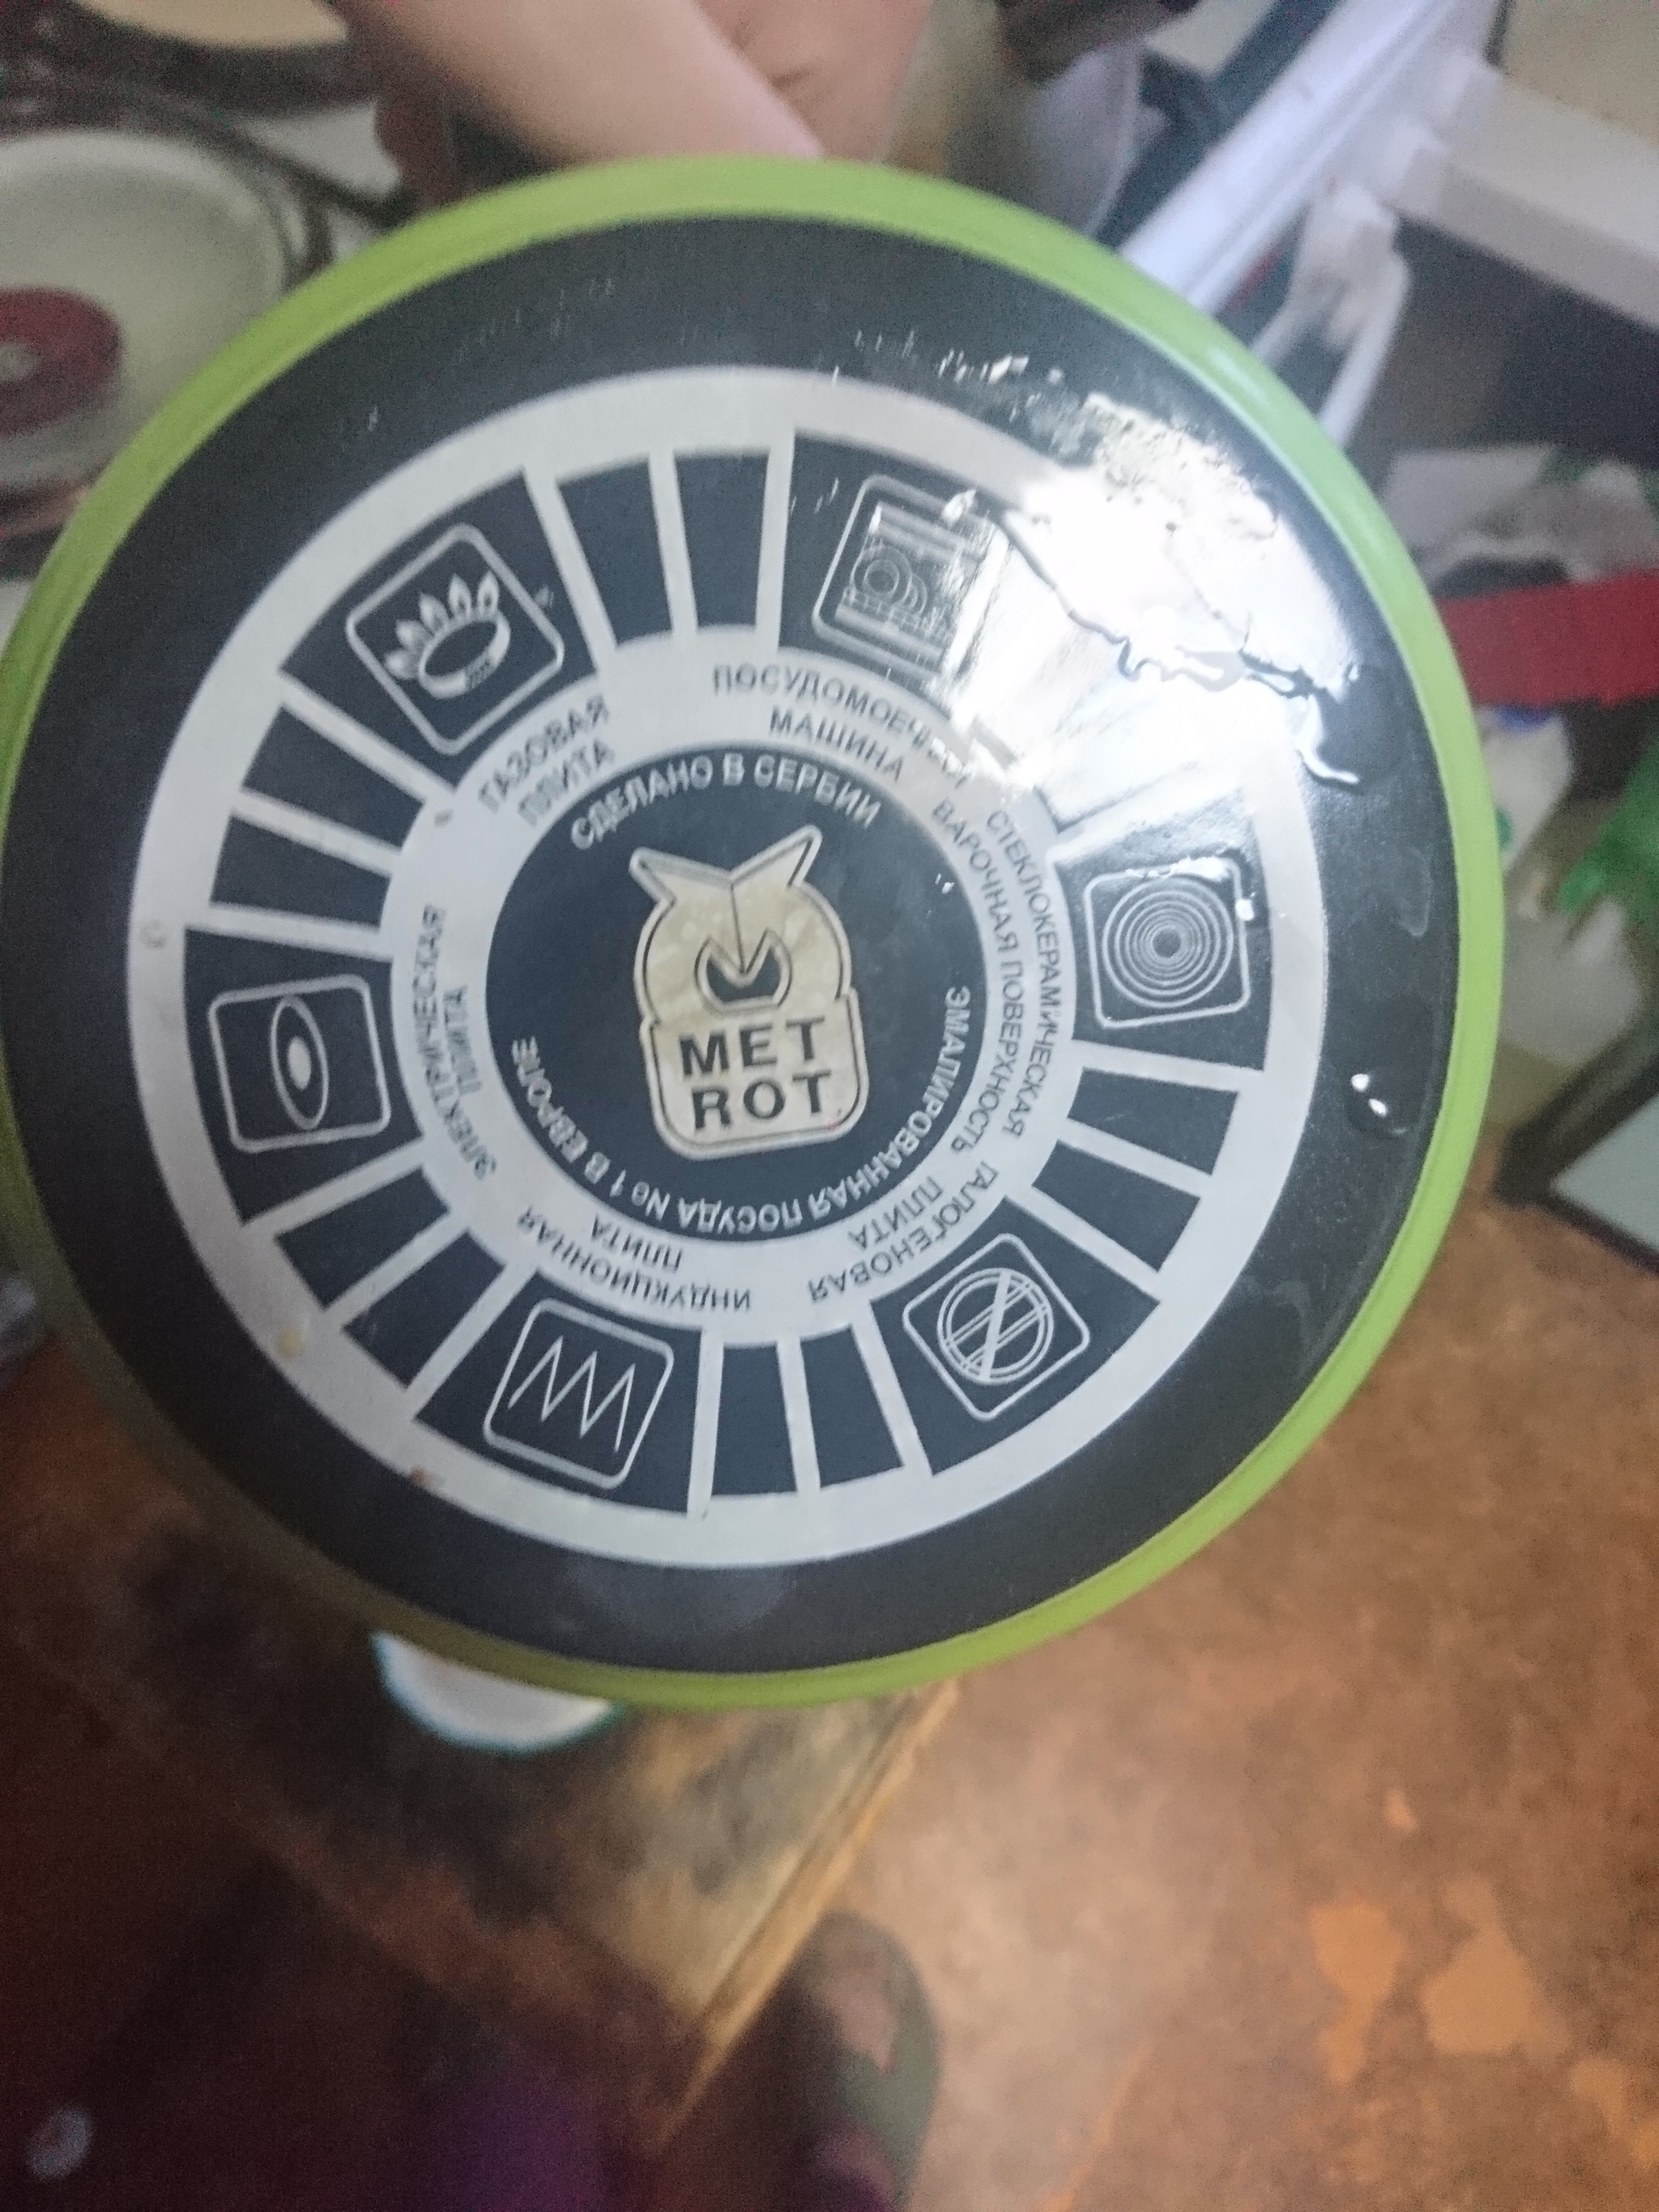 ПОСУДОМОЕЧНАЯ
МАШИНА
СТЕКЛОКЕРАМИЧЕСКАЯ
ВАРОЧНАЯ ПОВЕРХНОСТЬ
ГАЛОГЕНОВАЯ
ПЛИТА
ИНДУКЦИОННАЯ
ПЛИТА
ЭЛЕКТРИЧЕСКАЯ
ПЛИТА
ГАЗОВАЯ
ПЛИТА
СДЕЛАНО В СЕРБИИ
MET
ROT
ЭМАЛИРОВАННАЯ ПОСУДА № 1 В ЕВРОПЕ